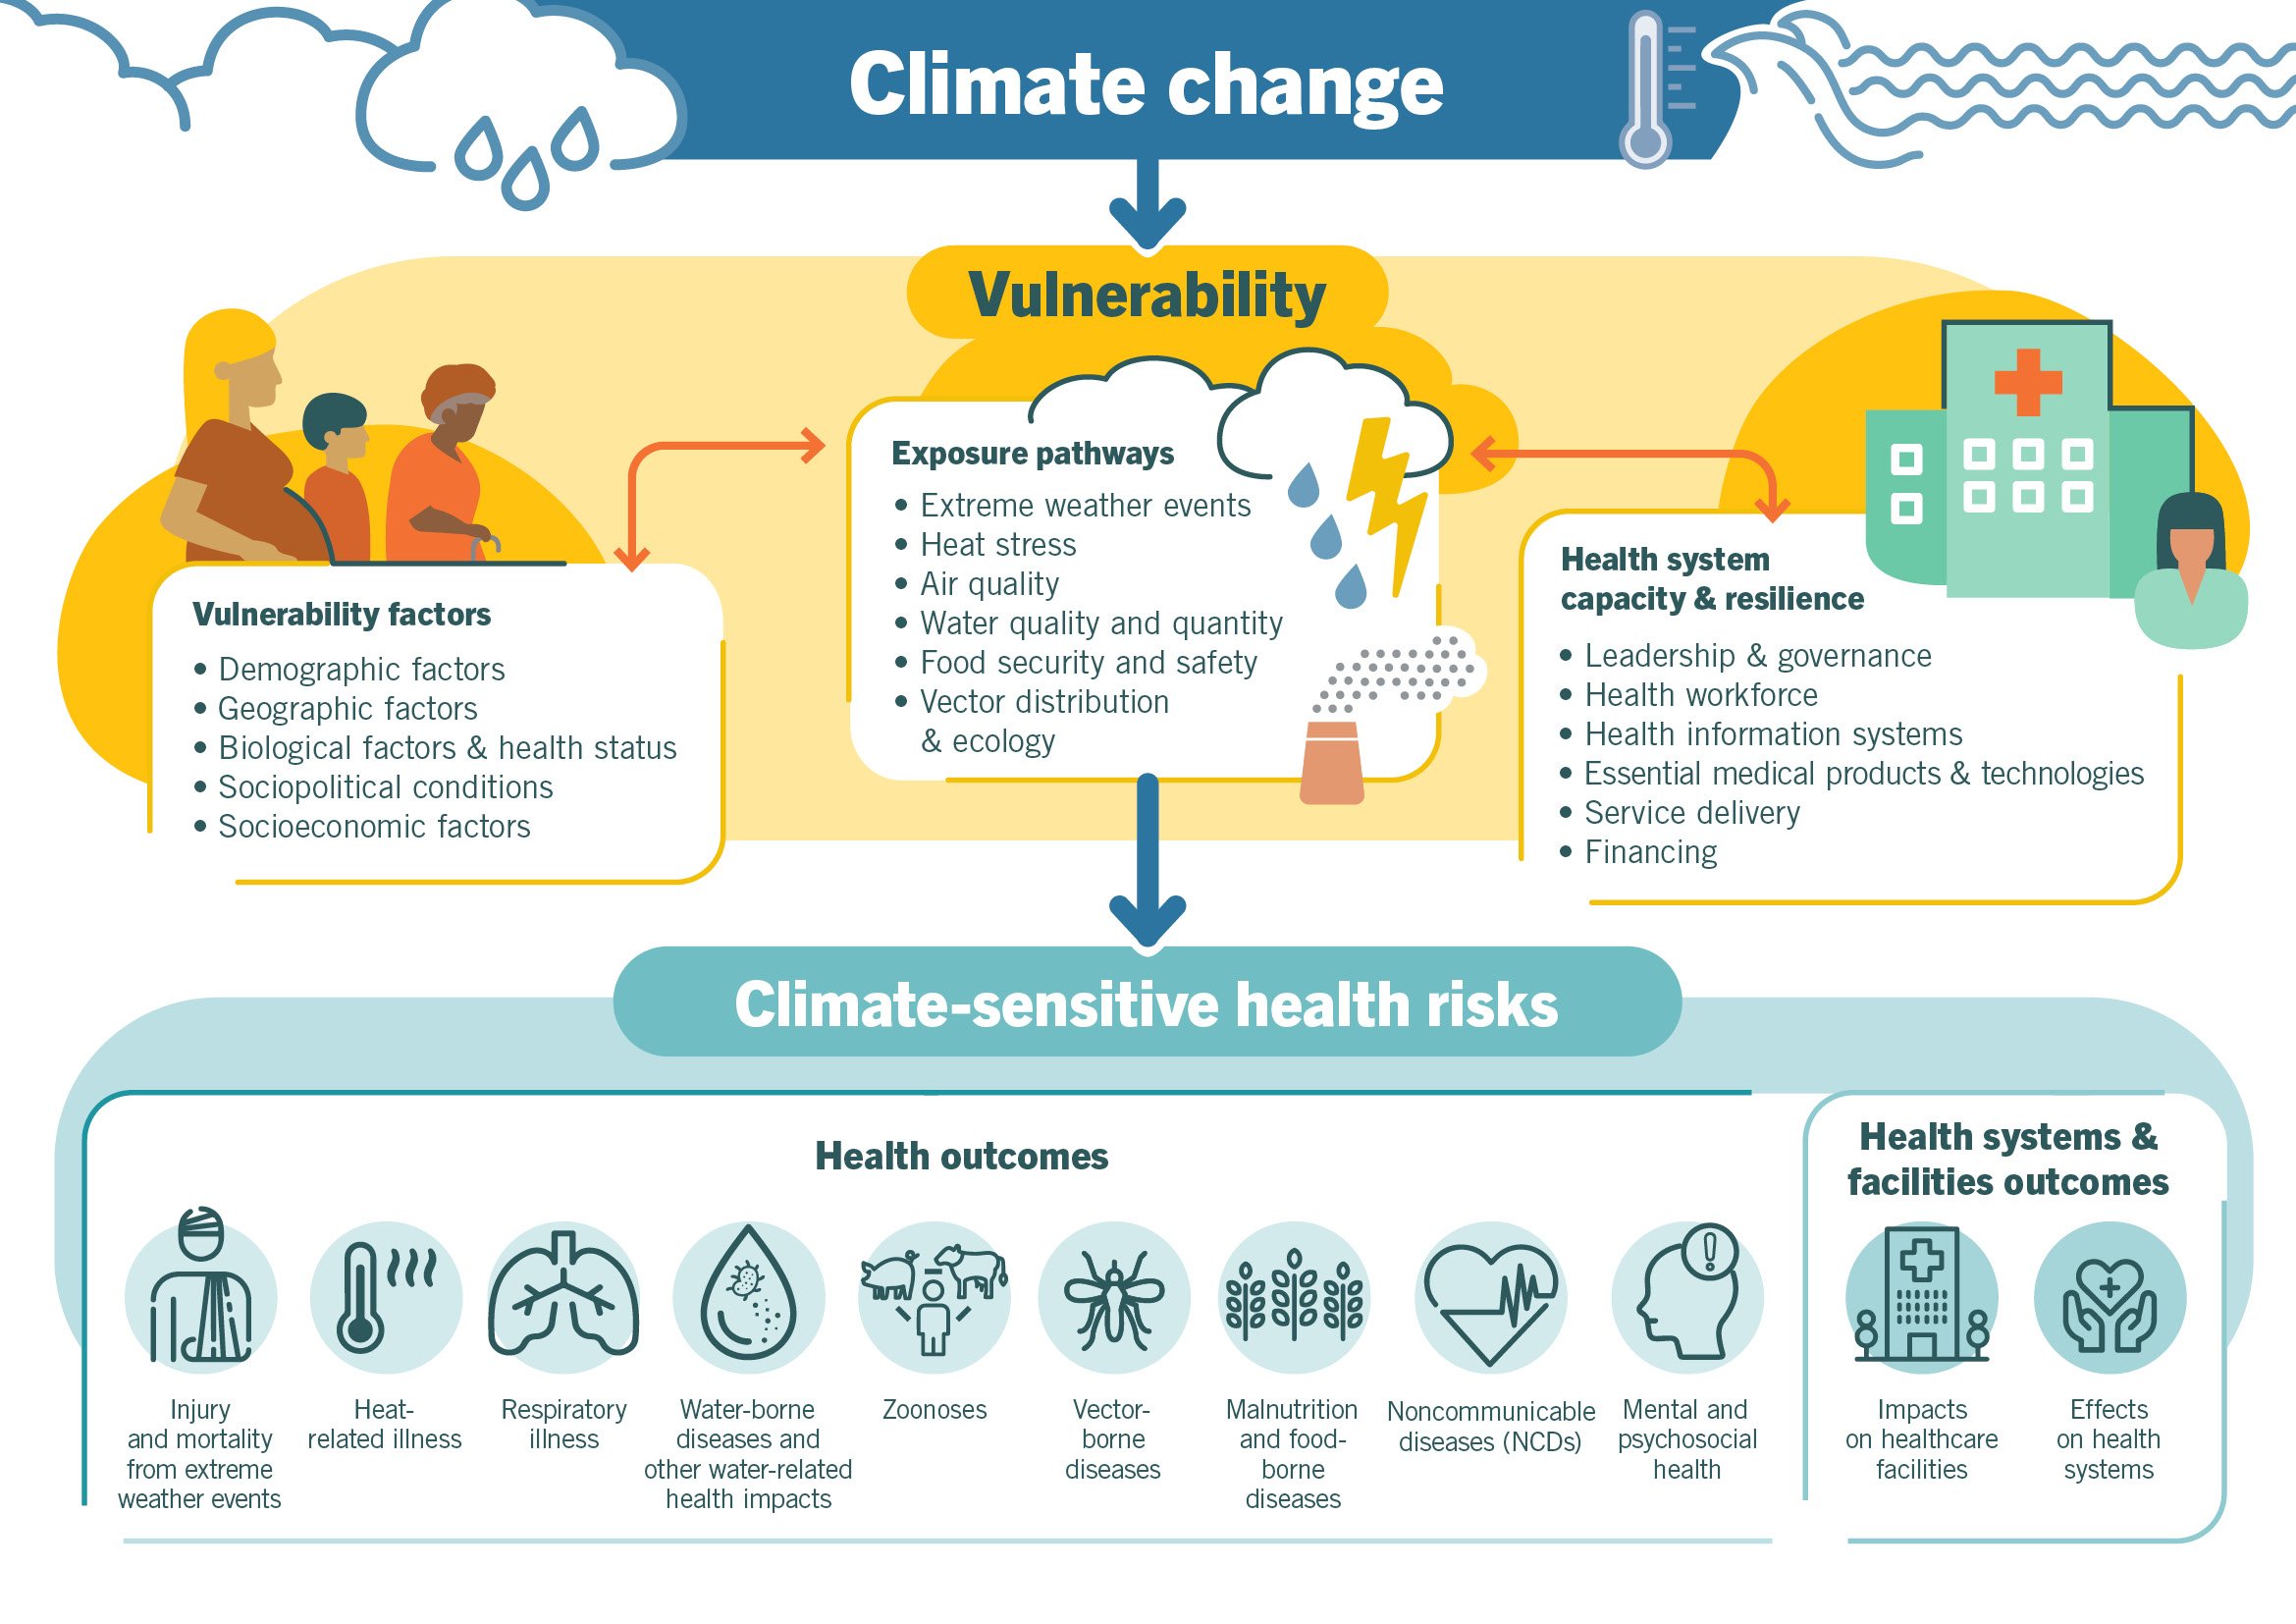 Climate change
Vulnerability
Vulnerability factors
• Demographic factors
• Geographic factors
• Biological factors & health status
• Sociopolitical conditions
• Socioeconomic factors
Exposure pathways
• Extreme weather events
• Heat stress
• Air quality
• Water quality and quantity
• Food security and safety
• Vector distribution
& ecology
Health system
capacity & resilience
• Leadership & governance
• Health workforce
• Health information systems
• Essential medical products & technologies
• Service delivery
• Financing
Climate-sensitive health risks
Health outcomes
Injury
and mortality
from extreme
weather events
Heat-
related illness
Respiratory
illness
Water-borne
diseases and
other water-related
health impacts
Zoonoses
Vector-
borne
diseases
Malnutrition
and food-
borne
diseases
Noncommunicable
diseases (NCDs)
Mental and
psychosocial
health
Health systems &
facilities outcomes
Impacts
on healthcare
facilities
Effects
on health
systems